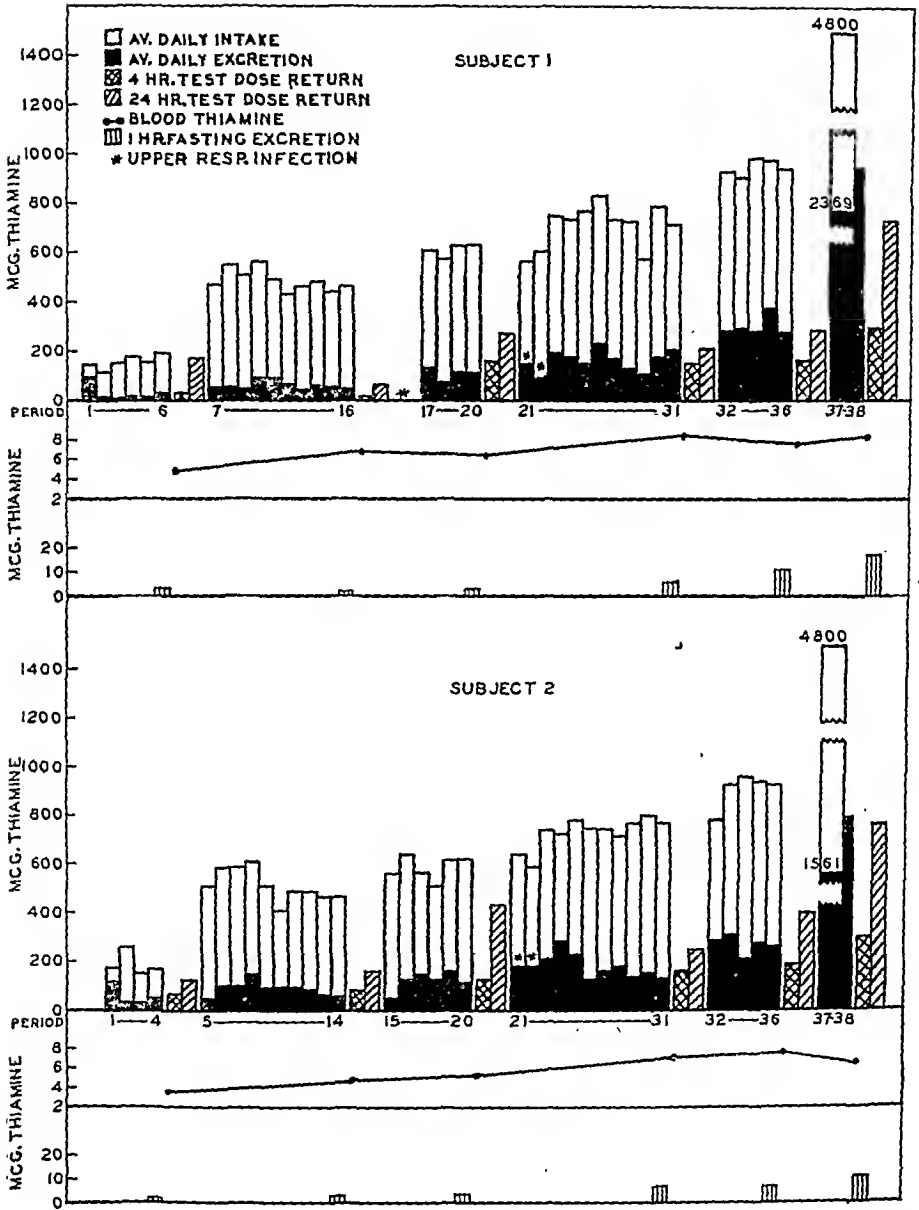 1400
1200
1000
800
600
400
200
0
MCG. THIAMINE
AV. DAILY INTAKE
AV. DAILY EXCRETION
4 HR. TEST DOSE RETURN
24 HR. TEST DOSE RETURN
BLOOD THIAMINE
1 HR. FASTING EXCRETION
* UPPER RESP. INFECTION
SUBJECT 1
4800
2369
* * *
PERIOD 1—6 7—16 17—20 21—31 32—36 37-38
8
6
4
2
MCG. THIAMINE
20
10
0
SUBJECT 2
4800
1400
1200
1000
800
600
400
200
0
MCG. THIAMINE
1561
* *
PERIOD 1—4 5—14 15—20 21—31 32—36 37-38
8
6
4
2
MCG. THIAMINE
20
10
0